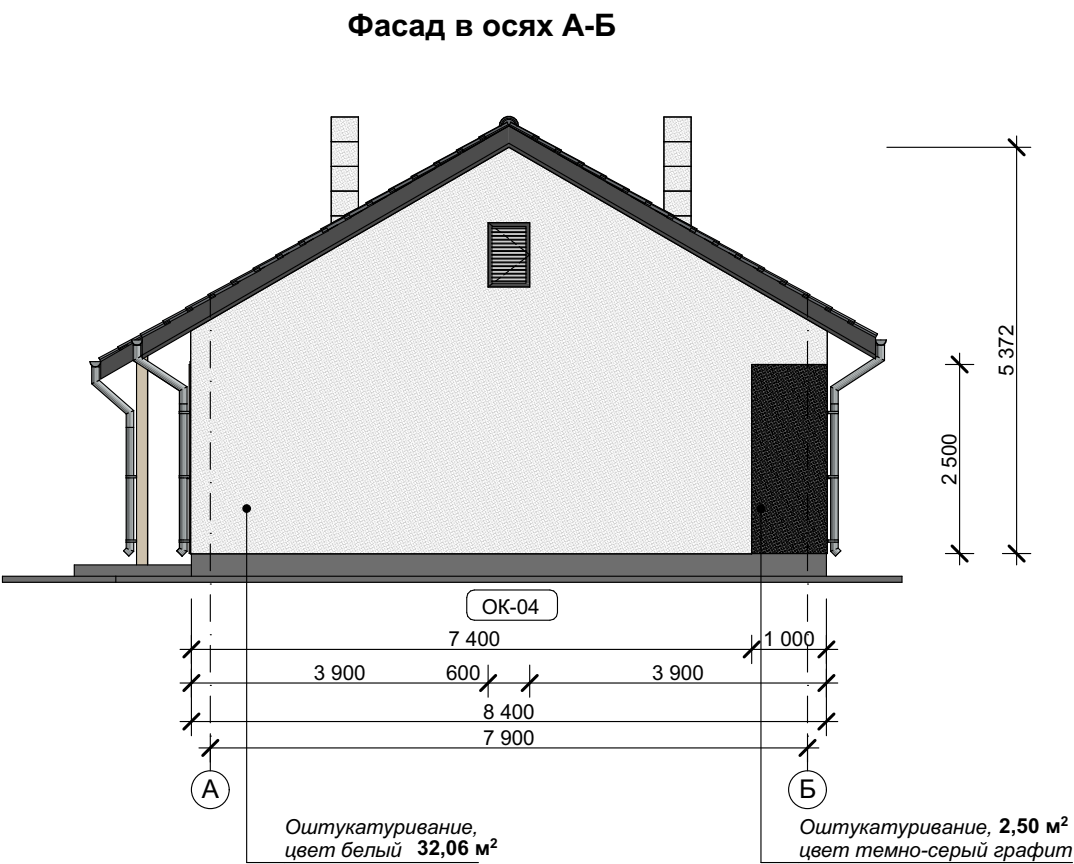 Фасад в осях А-Б
5 372
2 500
ОК-04
7 400
1 000
3 900
600
3 900
8 400
7 900
А
Б
Оштукатуривание,
цвет белый 32,06 м²
Оштукатуривание, 2,50 м²
цвет темно-серый графит